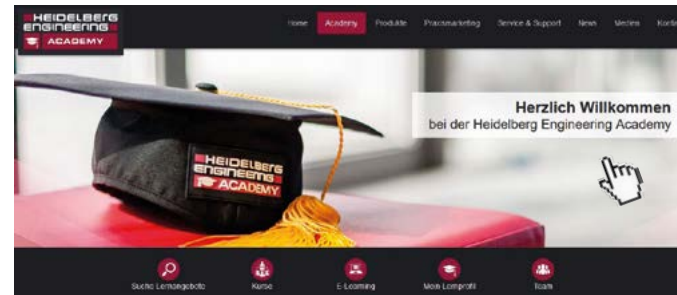 HEIDELBERG
ENGINEERING
ACADEMY
Home Academy Produkte Praxismarketing Service & Support News Medien
Herzlich Willkommen
bei der Heidelberg Engineering Academy
HEIDELBERG
ENGINEERING
ACADEMY
Suche Lernangebote Kurse E-Learning Mein Lernprofil Team